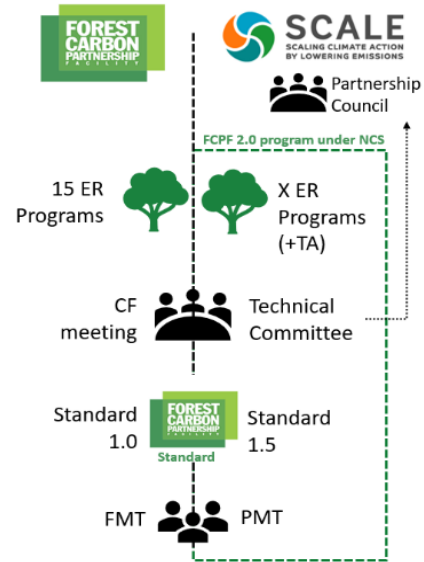 FOREST
CARBON
PARTNERSHIP
FACILITY
SCALE
SCALING CLIMATE ACTION
BY LOWERING EMISSIONS
Partnership
Council
FCPF 2.0 program under NCS
15 ER
Programs
X ER
Programs
(+TA)
CF
meeting
Technical
Committee
Standard
1.0
FOREST
CARBON
PARTNERSHIP
FACILITY
Standard
Standard
1.5
FMT
PMT